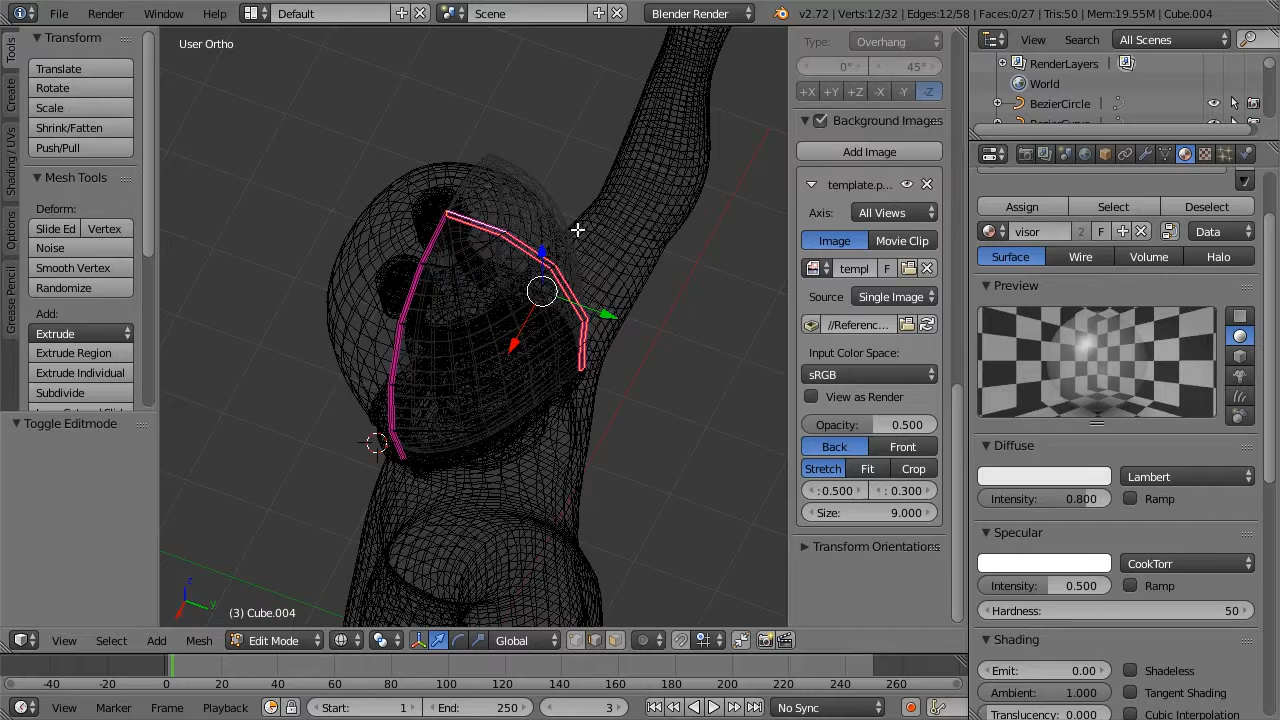 File Render Window Help Default Scene Blender Render v2.72 | Verts:12/32 | Edges:12/58 | Faces:0/27 | Tris:50 | Mem:19.55M | Cube.004
Tools
Create
Shading / UVs
Options
Grease Pencil
Transform
Translate
Rotate
Scale
Shrink/Fatten
Push/Pull
Mesh Tools
Deform:
Slide Ed Vertex
Noise
Smooth Vertex
Randomize
Add:
Extrude
Extrude Region
Extrude Individual
Subdivide
Toggle Editmode
User Ortho
(3) Cube.004
View Select Add Mesh Edit Mode Global
Type: Overhang
0° 45°
+X +Y +Z -X -Y -Z
Background Images
Add Image
template.p...
Axis: All Views
Image Movie Clip
templ F
Source Single Image
//Referenc...
Input Color Space:
sRGB
View as Render
Opacity: 0.500
Back Front
Stretch Fit Crop
:0.500 : 0.300
Size: 9.000
Transform Orientations
View Search All Scenes
RenderLayers
World
BezierCircle
Assign Select Deselect
visor 2 F Data
Surface Wire Volume Halo
Preview
Diffuse
Lambert
Intensity: 0.800 Ramp
Specular
CookTorr
Intensity: 0.500 Ramp
Hardness: 50
Shading
Emit: 0.00 Shadeless
Ambient: 1.000 Tangent Shading
Translucency: 0.000 Cubic Interpolation
-40 -20 0 20 40 60 80 100 120 140 160 180 200 220 240 260
View Marker Frame Playback Start: 1 End: 250 3 No Sync